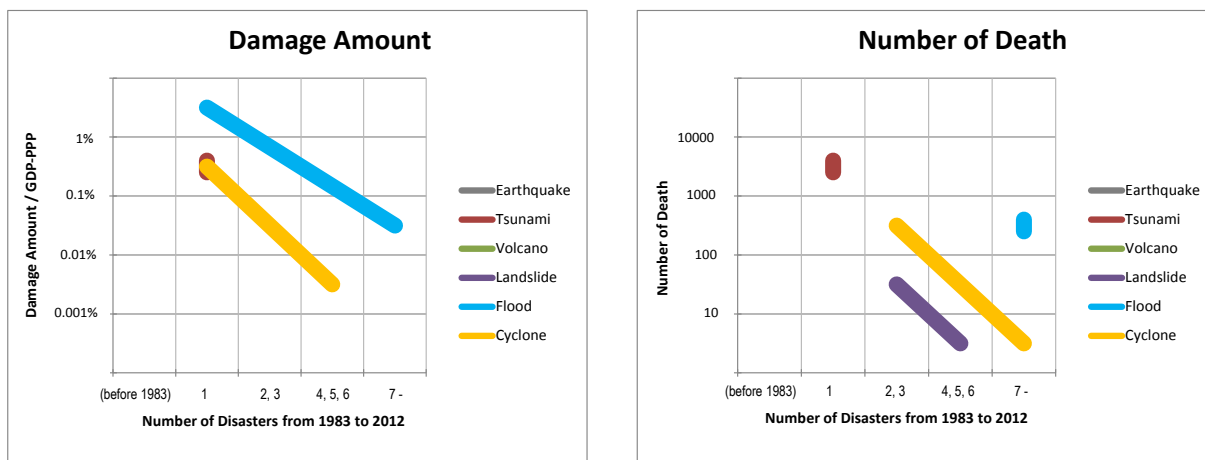 Damage Amount
Damage Amount / GDP-PPP
1%
0.1%
0.01%
0.001%
(before 1983) 1 2, 3 4, 5, 6 7 -
Number of Disasters from 1983 to 2012
Earthquake
Tsunami
Volcano
Landslide
Flood
Cyclone
Number of Death
Number of Death
10000
1000
100
10
(before 1983) 1 2, 3 4, 5, 6 7 -
Number of Disasters from 1983 to 2012
Earthquake
Tsunami
Volcano
Landslide
Flood
Cyclone